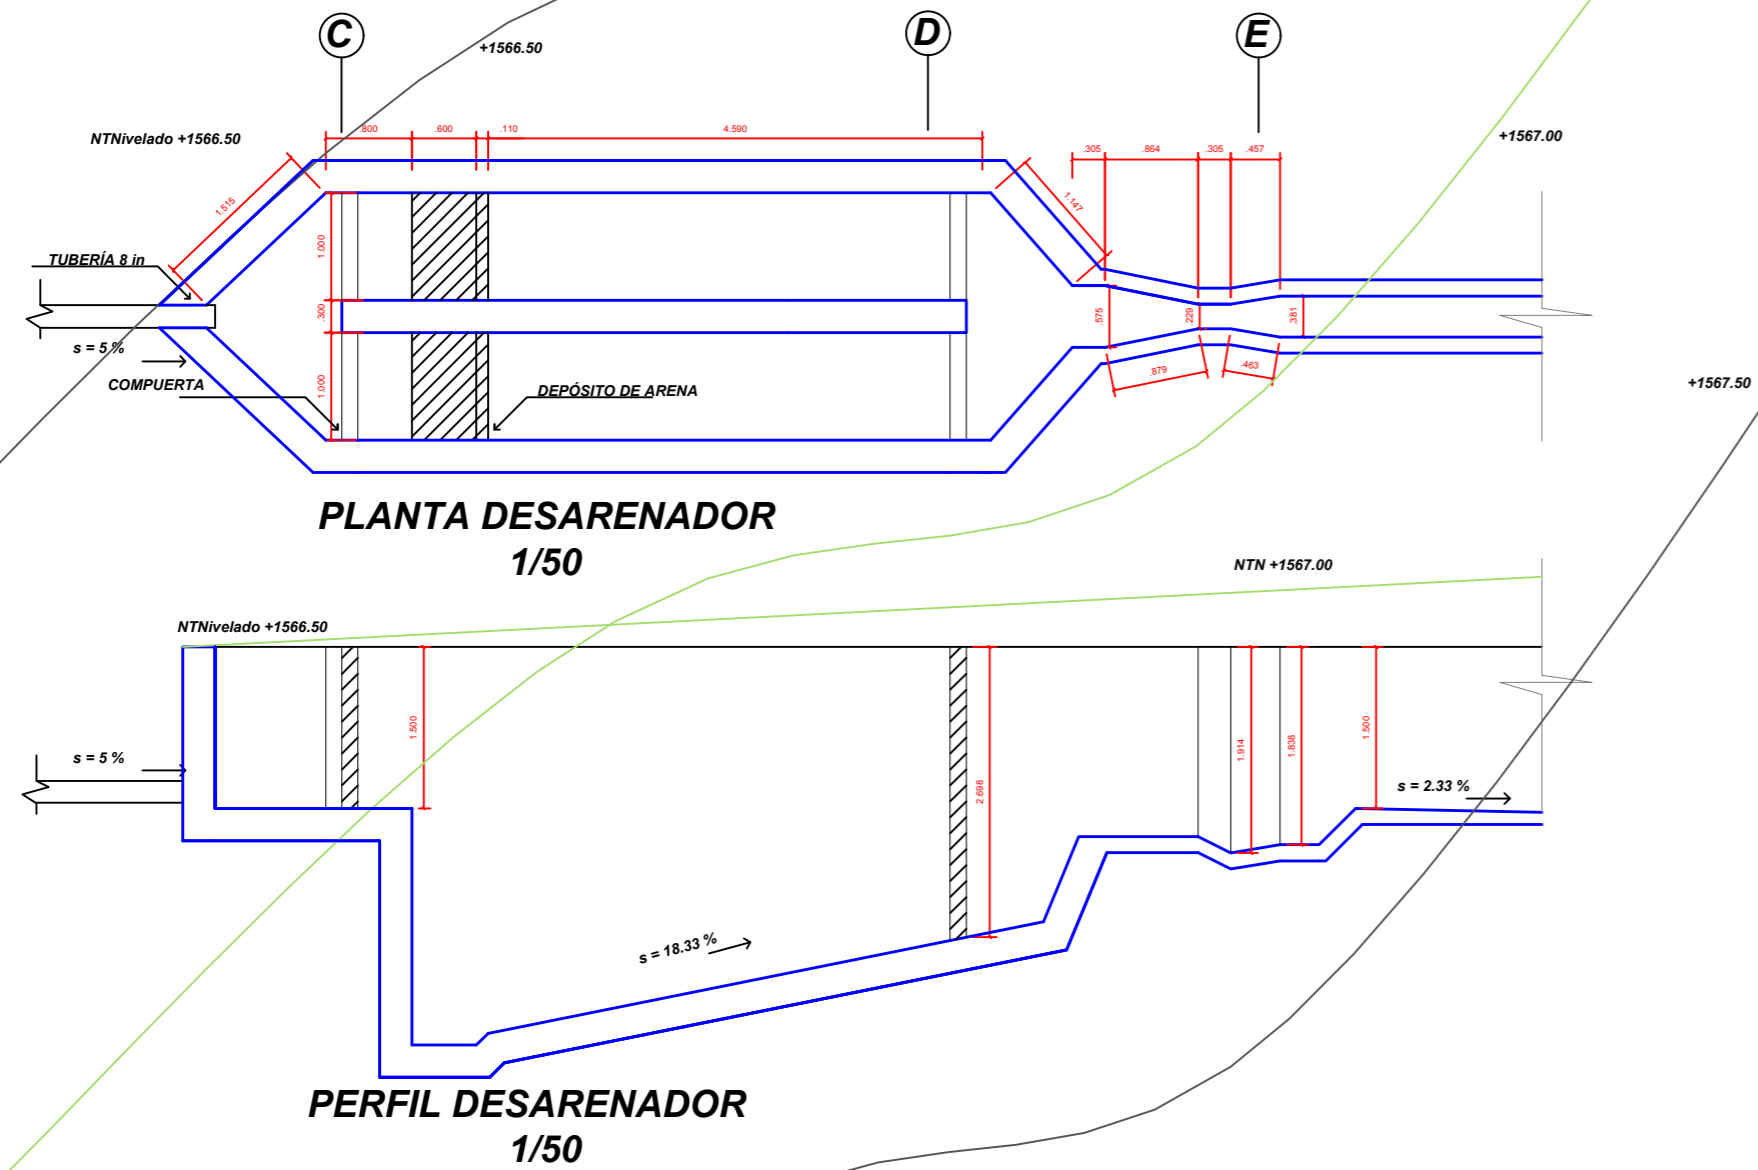 C
D
E
+1566.50
NTNivelado +1566.50
+1567.00
.800
.600
.110
4.590
.305
.864
.305
.457
1.515
1.147
1.000
.300
1.000
.575
.229
.381
.879
.463
TUBERÍA 8 in
s = 5 %
COMPUERTA
DEPÓSITO DE ARENA
+1567.50
PLANTA DESARENADOR
1/50
NTN +1567.00
NTNivelado +1566.50
1.500
2.698
1.914
1.838
1.500
s = 5 %
s = 2.33 %
s = 18.33 %
PERFIL DESARENADOR
1/50